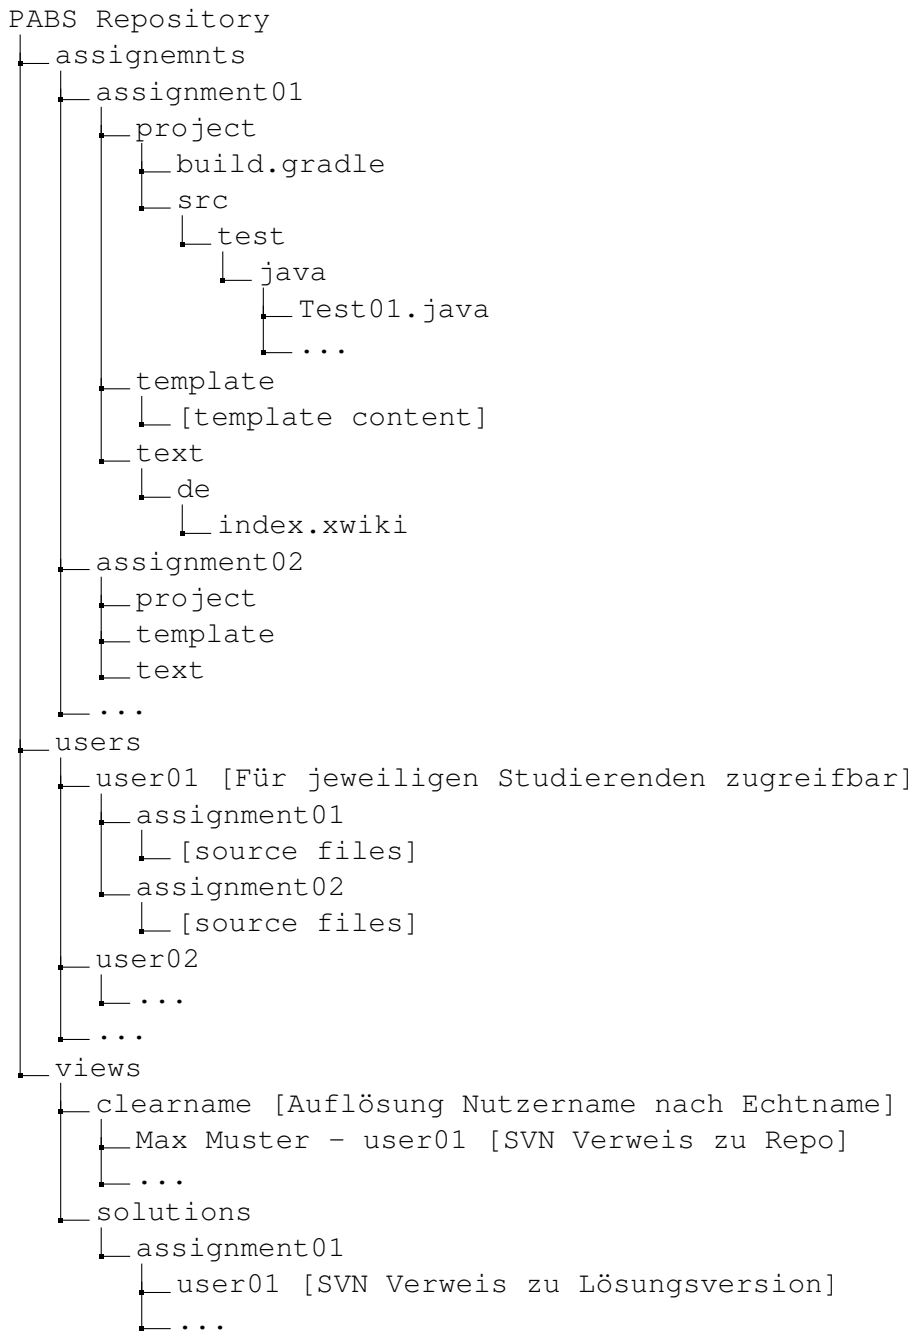 PABS Repository
assignemnts
assignment01
project
build.gradle
src
test
java
Test01.java
...
template
[template content]
text
de
index.xwiki
assignment02
project
template
text
...
users
user01 [Für jeweiligen Studierenden zugreifbar]
assignment01
[source files]
assignment02
[source files]
user02
...
...
views
clearname [Auflösung Nutzername nach Echtname]
Max Muster - user01 [SVN Verweis zu Repo]
...
solutions
assignment01
user01 [SVN Verweis zu Lösungsversion]
...